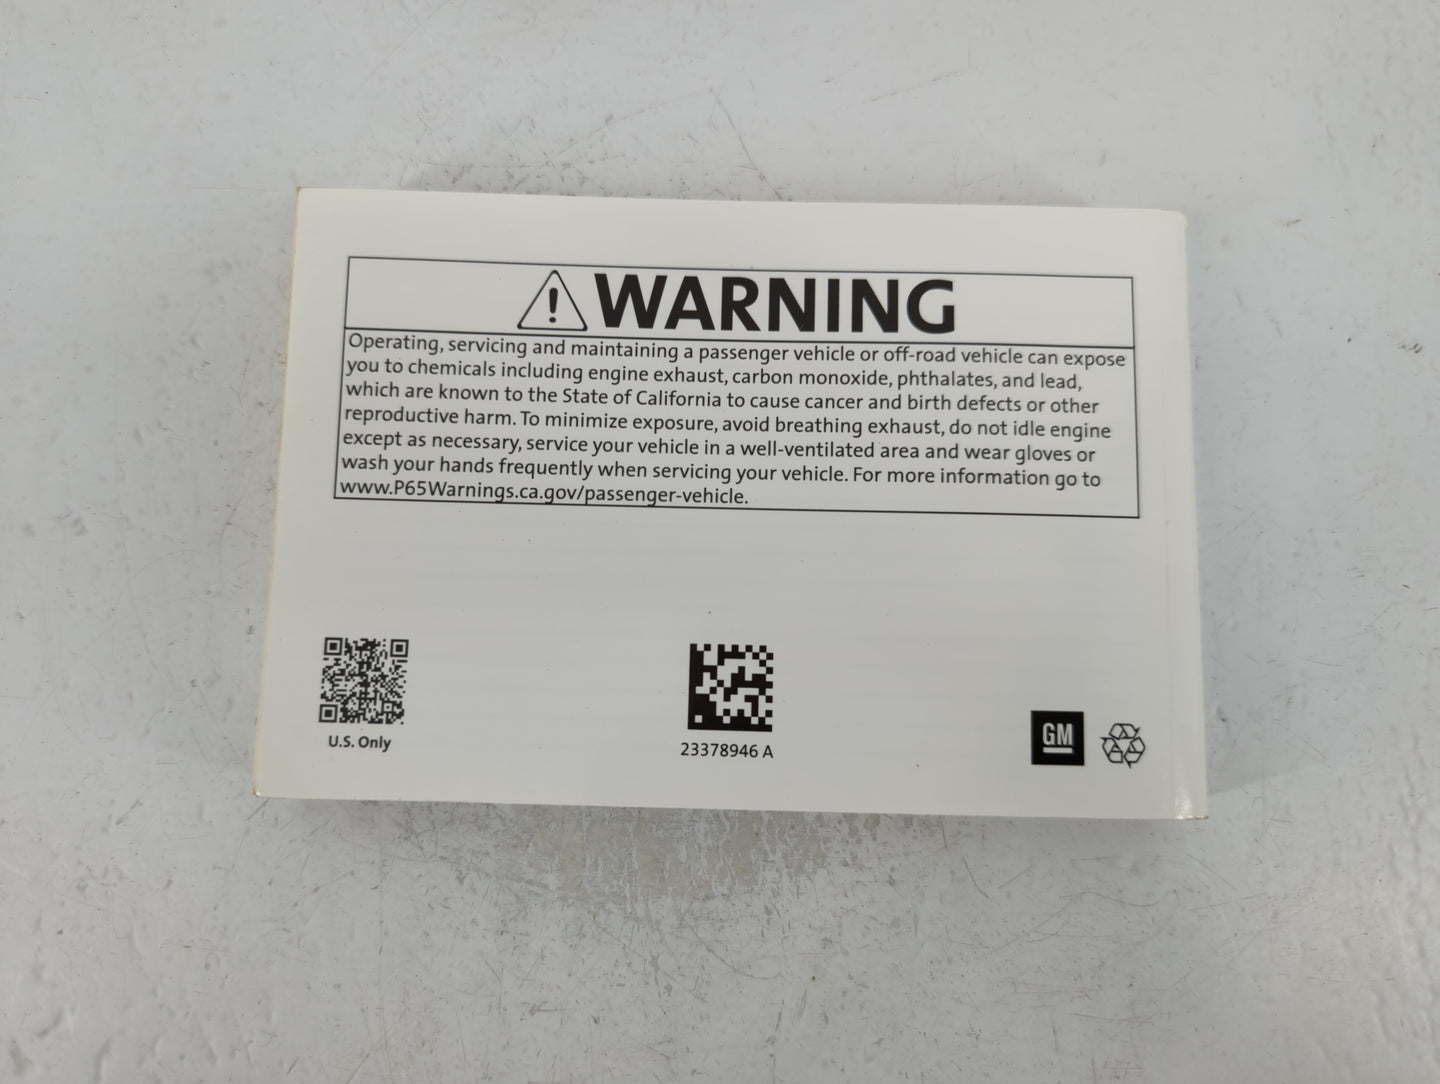 WARNING
Operating, servicing and maintaining a passenger vehicle or off-road vehicle can expose
you to chemicals including engine exhaust, carbon monoxide, phthalates, and lead,
which are known to the State of California to cause cancer and birth defects or other
reproductive harm. To minimize exposure, avoid breathing exhaust, do not idle engine
except as necessary, service your vehicle in a well-ventilated area and wear gloves or
wash your hands frequently when servicing your vehicle. For more information go to
www.P65Warnings.ca.gov/passenger-vehicle.
U.S. Only
23378946 A
GM